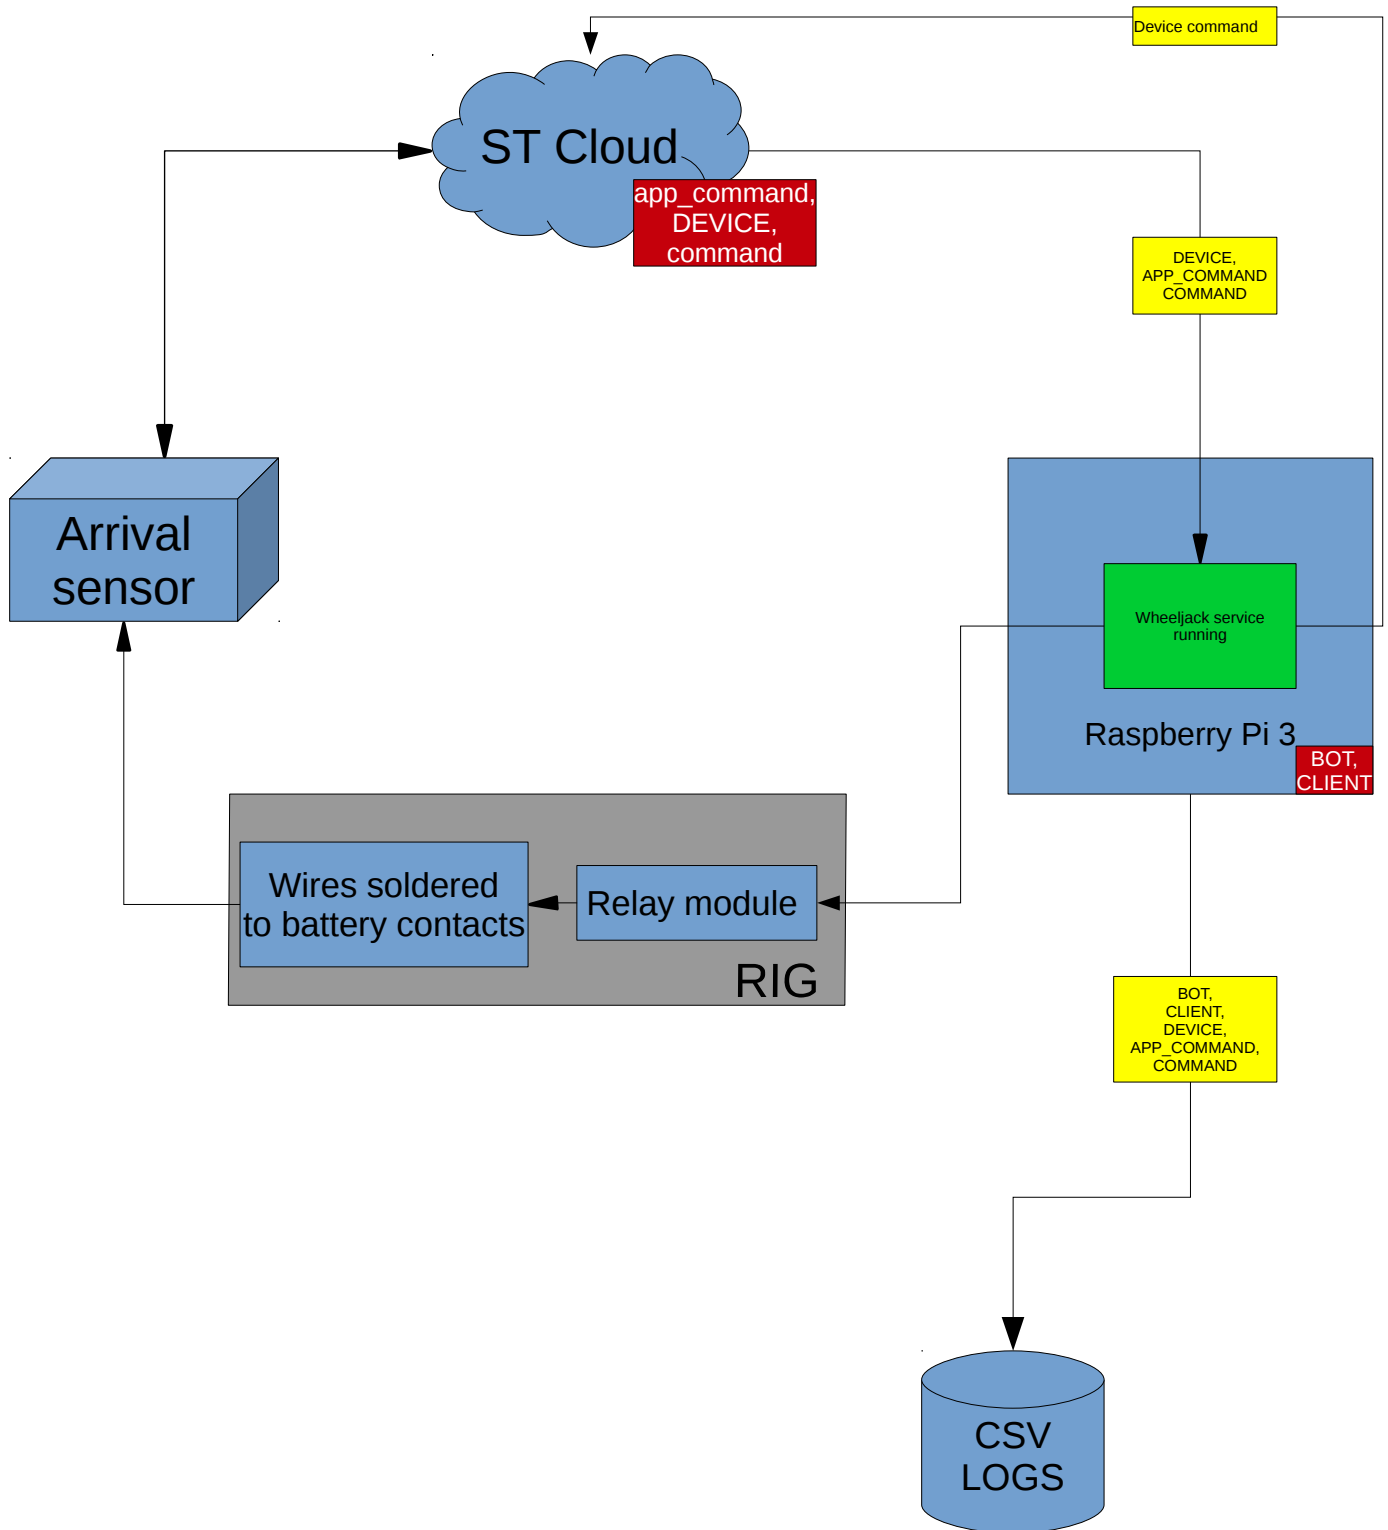 Device command
ST Cloud
app_command,
DEVICE,
command
DEVICE,
APP_COMMAND
COMMAND
Arrival
sensor
Wheeljack service
running
Raspberry Pi 3
BOT,
CLIENT
Wires soldered
to battery contacts
Relay module
RIG
BOT,
CLIENT,
DEVICE,
APP_COMMAND,
COMMAND
CSV
LOGS